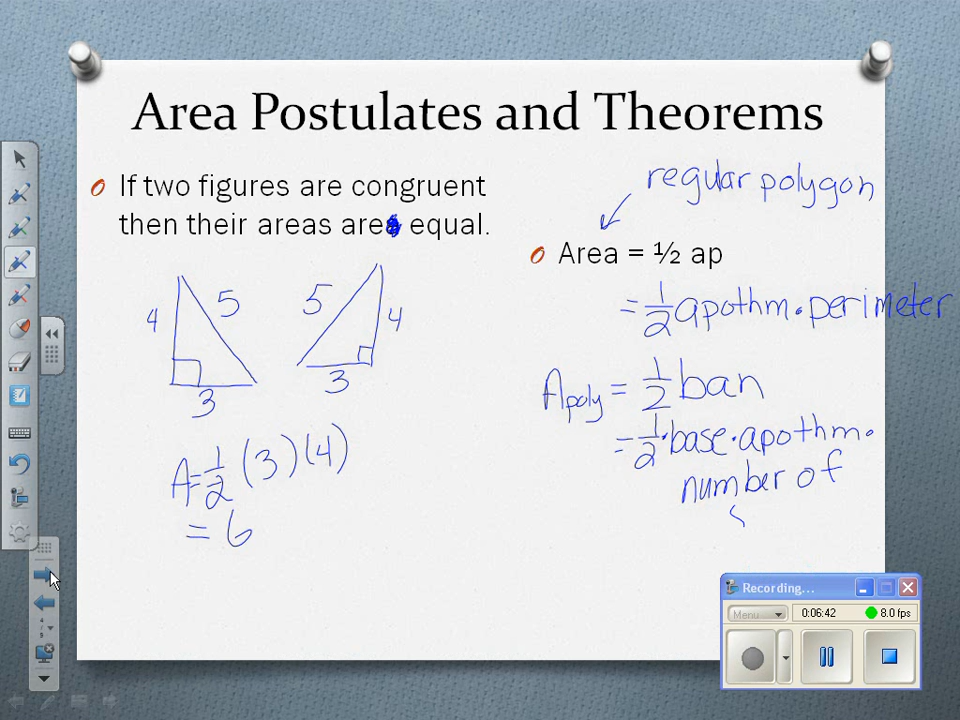 Area Postulates and Theorems
O If two figures are congruent
then their areas are equal.
4 5 3
5 4 3
A=1/2 (3)(4)
= 6
regular polygon
O Area = ½ ap
= 1/2 apothm · perimeter
Apoly = 1/2 ban
= 1/2 · base · apothm ·
number of
s
Recording...
Menu
0:06:42
8.0 fps